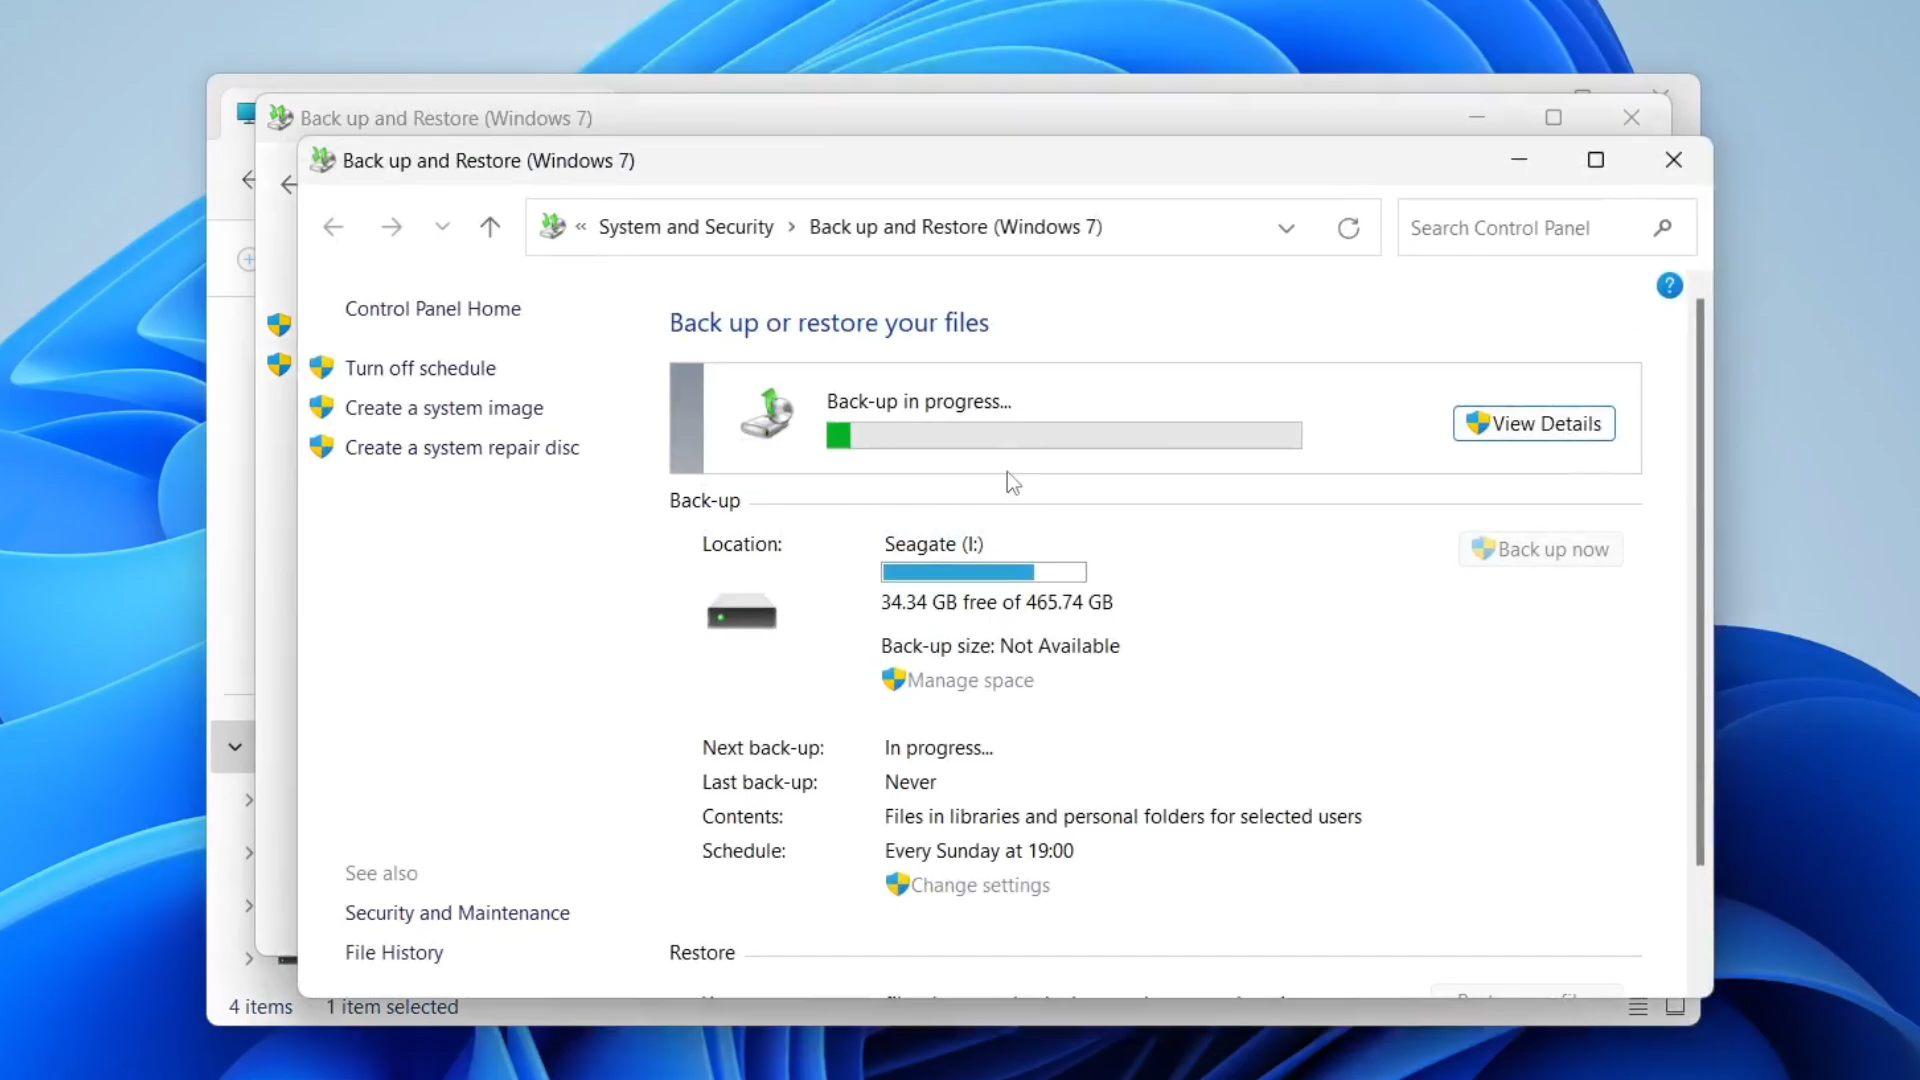 Back up and Restore (Windows 7)
Back up and Restore (Windows 7)
« System and Security › Back up and Restore (Windows 7)
Search Control Panel
Control Panel Home
Turn off schedule
Create a system image
Create a system repair disc
See also
Security and Maintenance
File History
Back up or restore your files
Back-up in progress...
View Details
Back-up
Location:
Seagate (I:)
34.34 GB free of 465.74 GB
Back-up size: Not Available
Manage space
Back up now
Next back-up: In progress...
Last back-up: Never
Contents: Files in libraries and personal folders for selected users
Schedule: Every Sunday at 19:00
Change settings
Restore
4 items 1 item selected